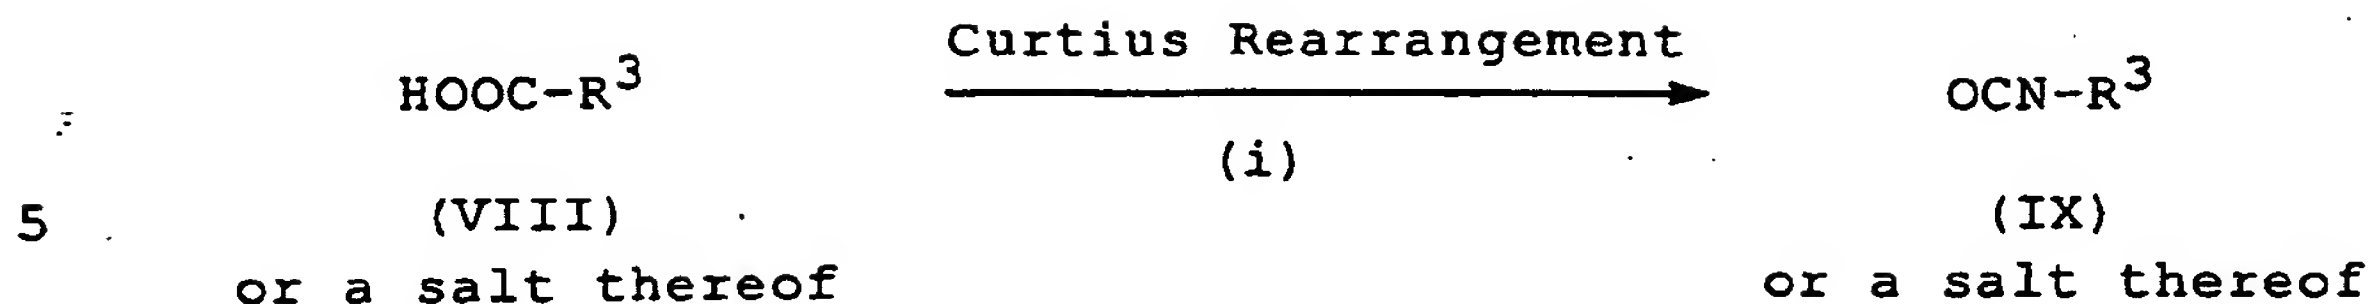 Curtius Rearrangement
HOOC-R³ OCN-R³
(i)
5 (VIII) (IX)
or a salt thereof or a salt thereof